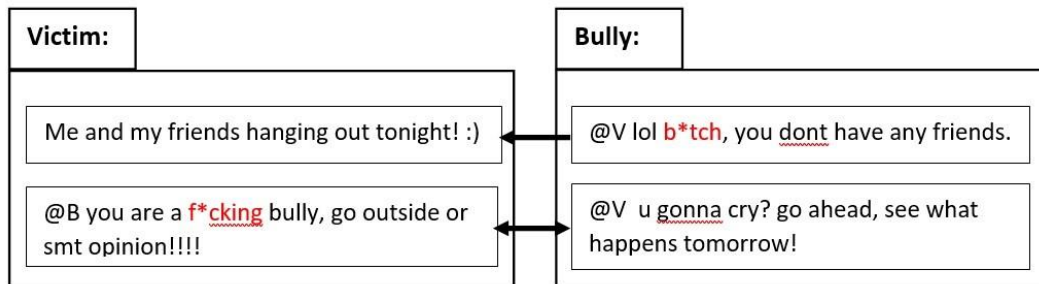 Victim:
Bully:
Me and my friends hanging out tonight! :)
@V lol b*tch, you dont have any friends.
@B you are a f*cking bully, go outside or
smt opinion!!!!
@V u gonna cry? go ahead, see what
happens tomorrow!